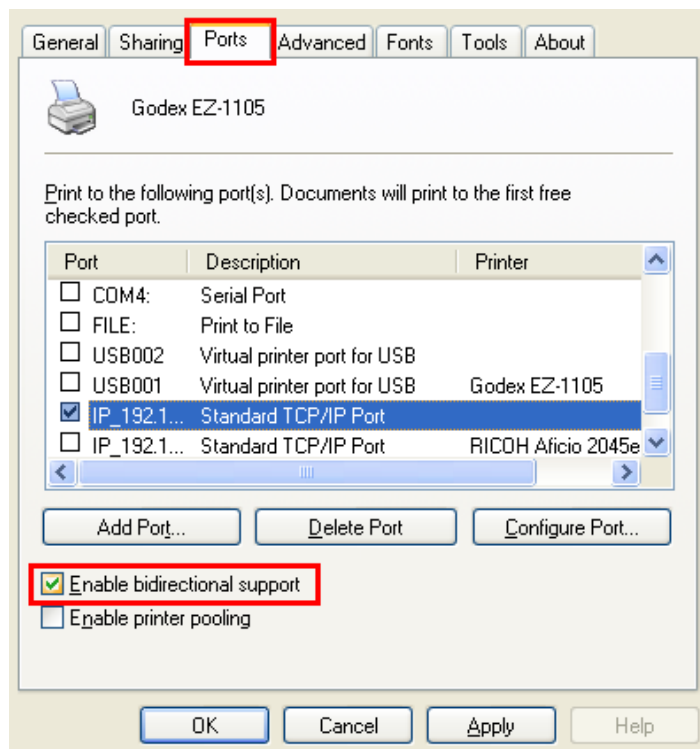 General Sharing Ports Advanced Fonts Tools About
Godex EZ-1105
Print to the following port(s). Documents will print to the first free
checked port.
Port Description Printer
COM4: Serial Port
FILE: Print to File
USB002 Virtual printer port for USB
USB001 Virtual printer port for USB Godex EZ-1105
IP_192.1... Standard TCP/IP Port
IP_192.1... Standard TCP/IP Port RICOH Aficio 2045e
Add Port... Delete Port Configure Port...
Enable bidirectional support
Enable printer pooling
OK Cancel Apply Help